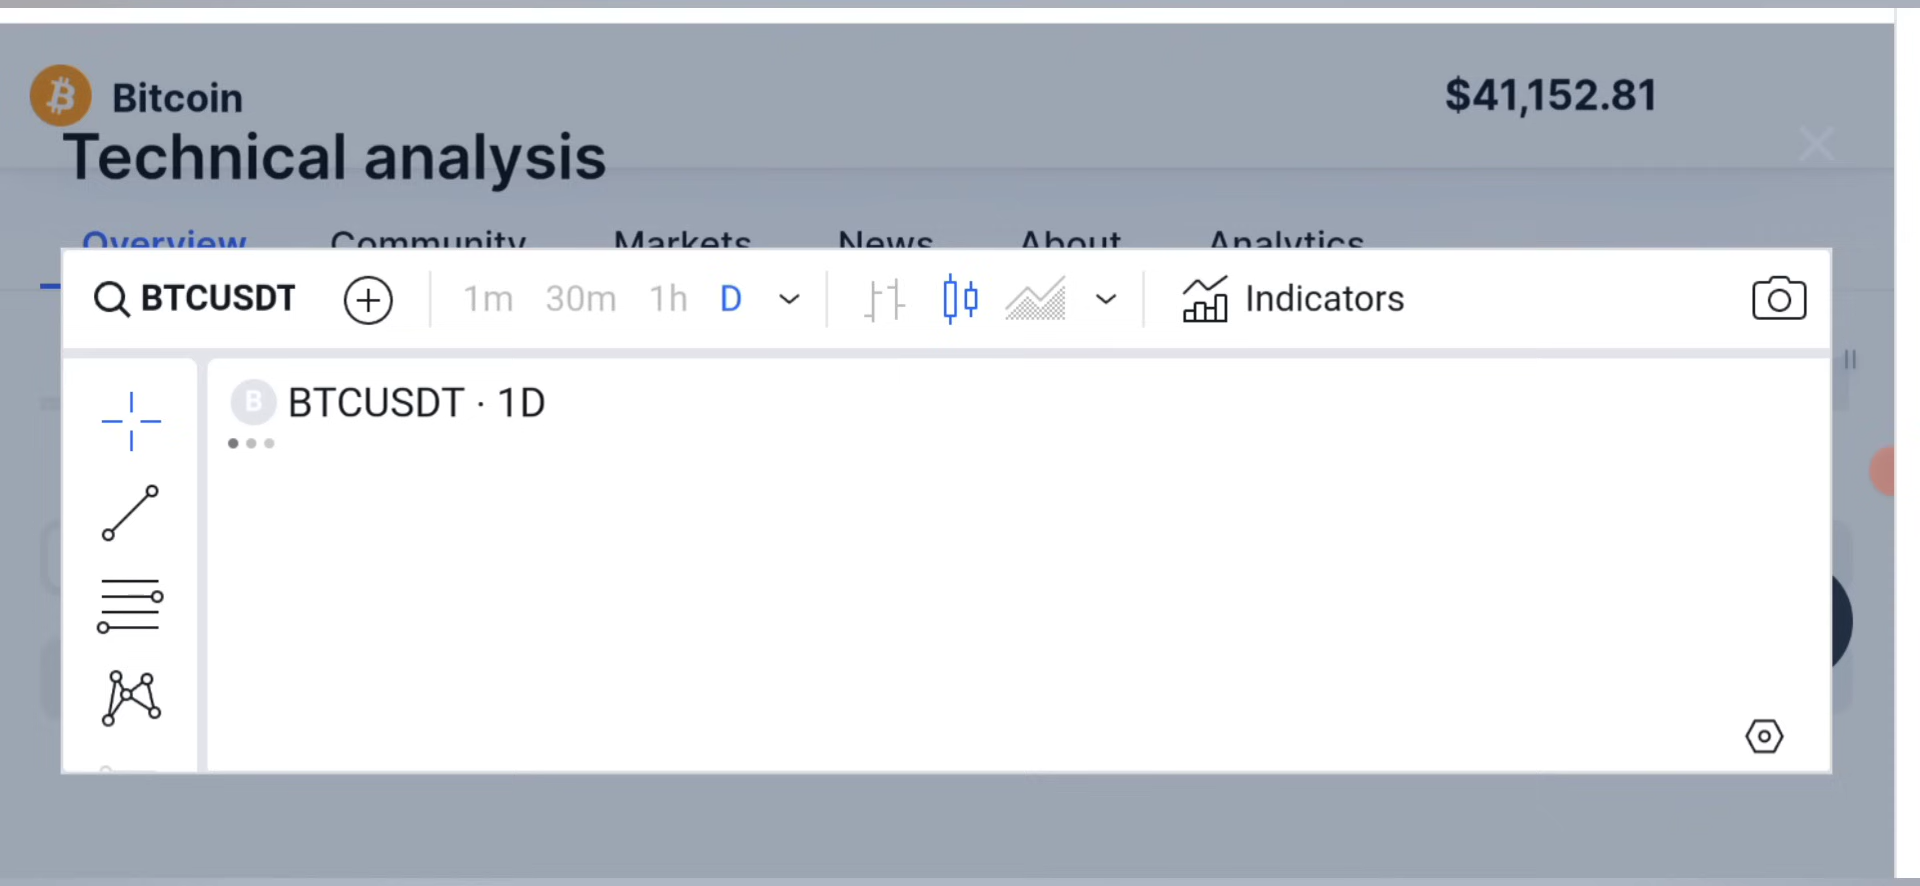 Bitcoin
$41,152.81
Technical analysis
Overview Community Markets News About Analytics
BTCUSDT 1m 30m 1h D Indicators
B BTCUSDT · 1D